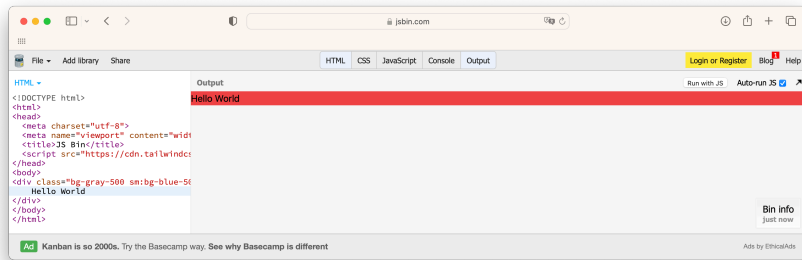 jsbin.com
File Add library Share HTML CSS JavaScript Console Output Login or Register Blog 1 Help
HTML
Output Run with JS Auto-run JS
<!DOCTYPE html>
<html>
<head>
<meta charset="utf-8">
<meta name="viewport" content="widt
<title>JS Bin</title>
<script src="https://cdn.tailwindcs
</head>
<body>
<div class="bg-gray-500 sm:bg-blue-50
Hello World
</div>
</body>
</html>
Hello World
Bin info
just now
Ad Kanban is so 2000s. Try the Basecamp way. See why Basecamp is different
Ads by EthicalAds